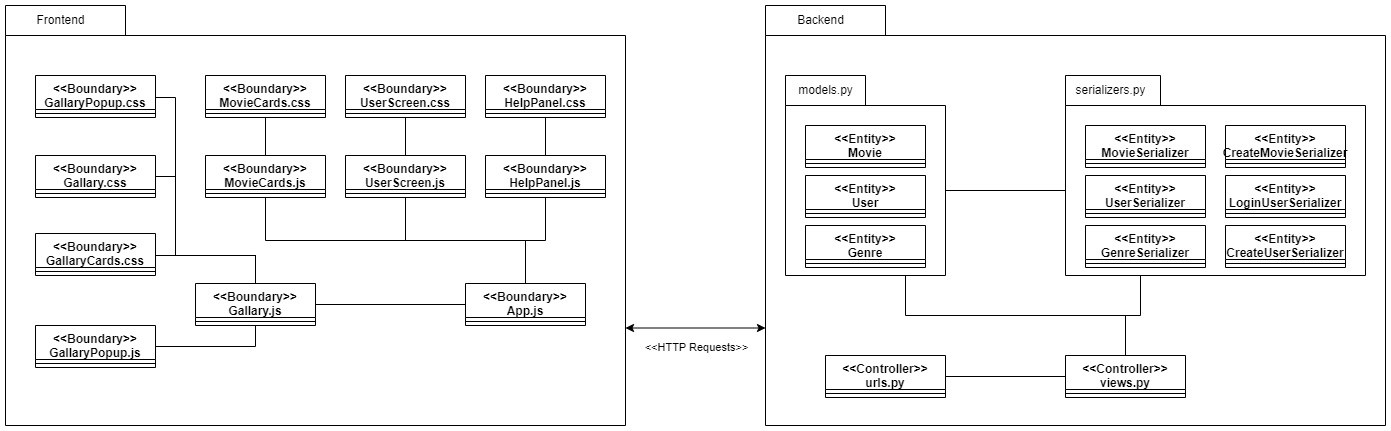 Frontend
<<Boundary>>
GallaryPopup.css
<<Boundary>>
MovieCards.css
<<Boundary>>
UserScreen.css
<<Boundary>>
HelpPanel.css
<<Boundary>>
Gallary.css
<<Boundary>>
MovieCards.js
<<Boundary>>
UserScreen.js
<<Boundary>>
HelpPanel.js
<<Boundary>>
GallaryCards.css
<<Boundary>>
Gallary.js
<<Boundary>>
App.js
<<Boundary>>
GallaryPopup.js
<<HTTP Requests>>
Backend
models.py
<<Entity>>
Movie
<<Entity>>
User
<<Entity>>
Genre
serializers.py
<<Entity>>
MovieSerializer
<<Entity>>
CreateMovieSerializer
<<Entity>>
UserSerializer
<<Entity>>
LoginUserSerializer
<<Entity>>
GenreSerializer
<<Entity>>
CreateUserSerializer
<<Controller>>
urls.py
<<Controller>>
views.py